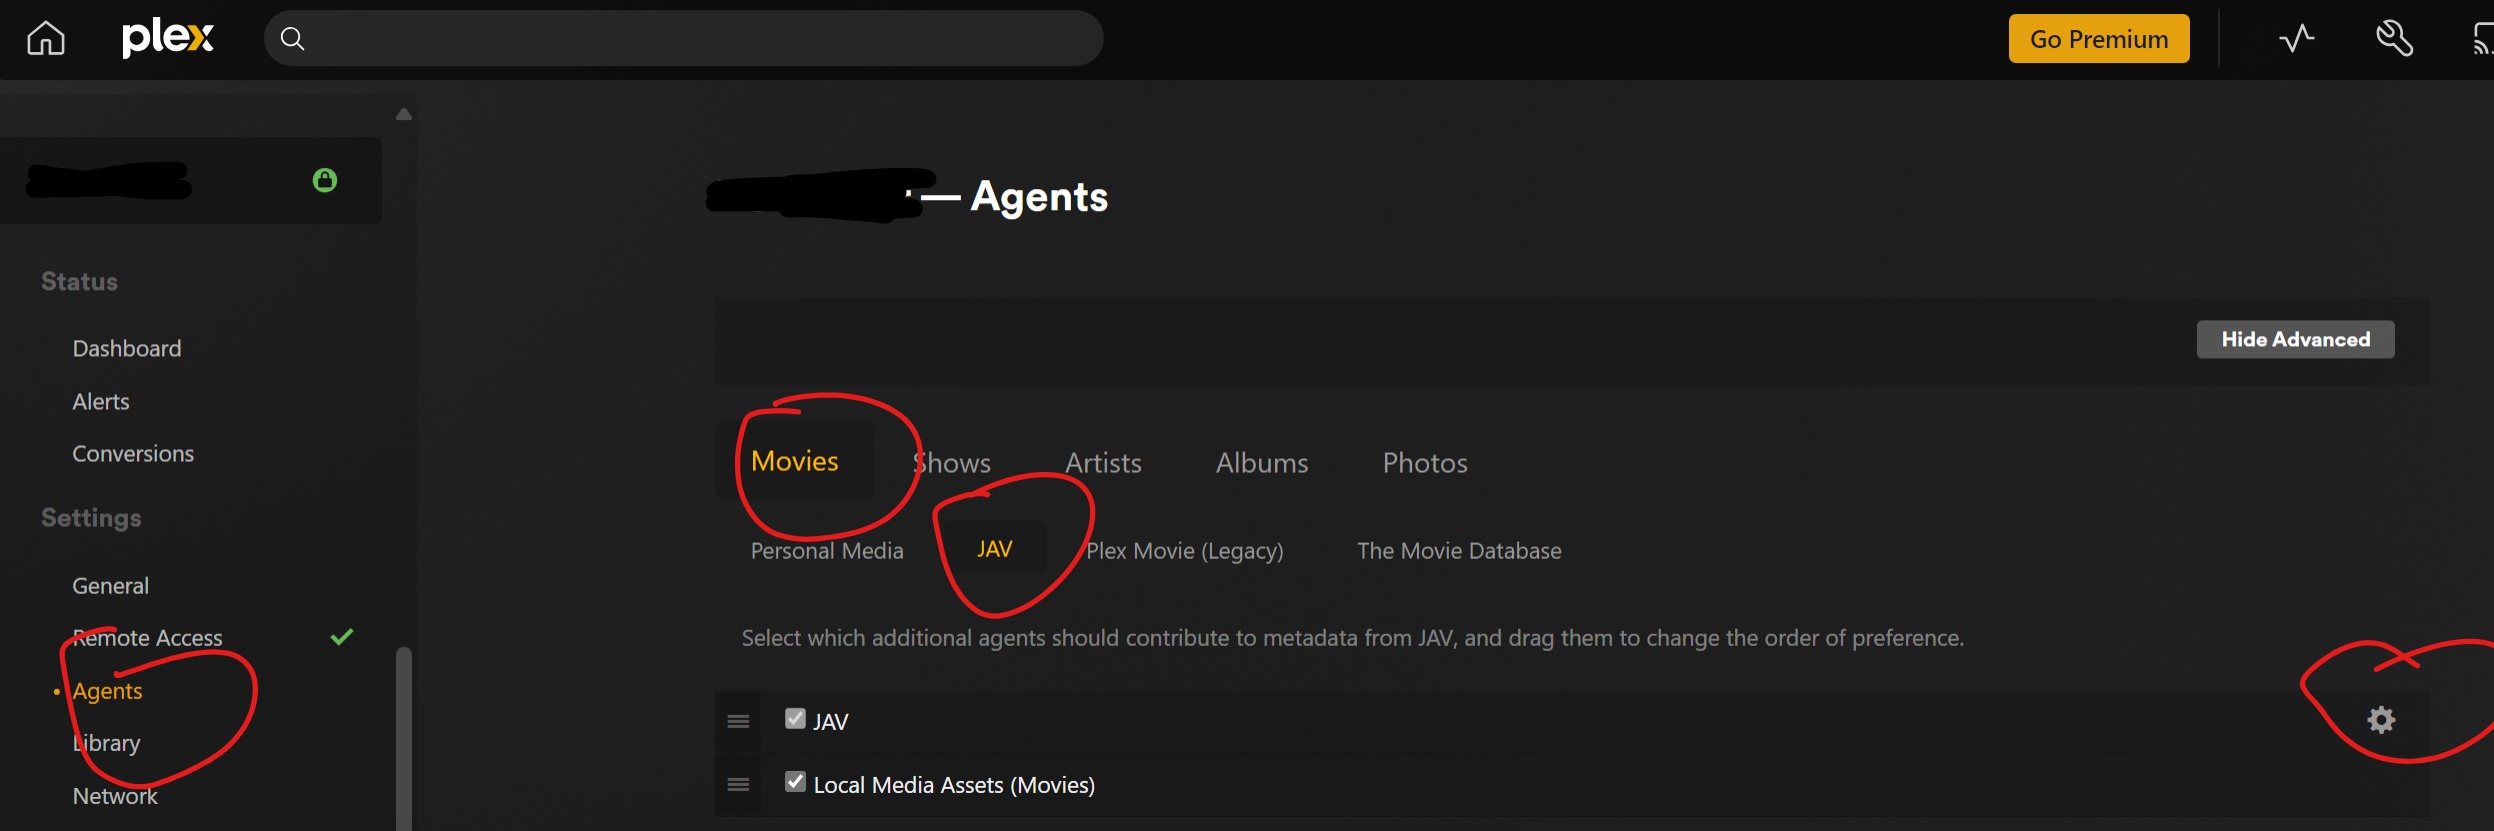 plex
Go Premium
— Agents
Status
Dashboard
Alerts
Conversions
Settings
General
Remote Access
Agents
Library
Network
Hide Advanced
Movies Shows Artists Albums Photos
Personal Media JAV Plex Movie (Legacy) The Movie Database
Select which additional agents should contribute to metadata from JAV, and drag them to change the order of preference.
JAV
Local Media Assets (Movies)